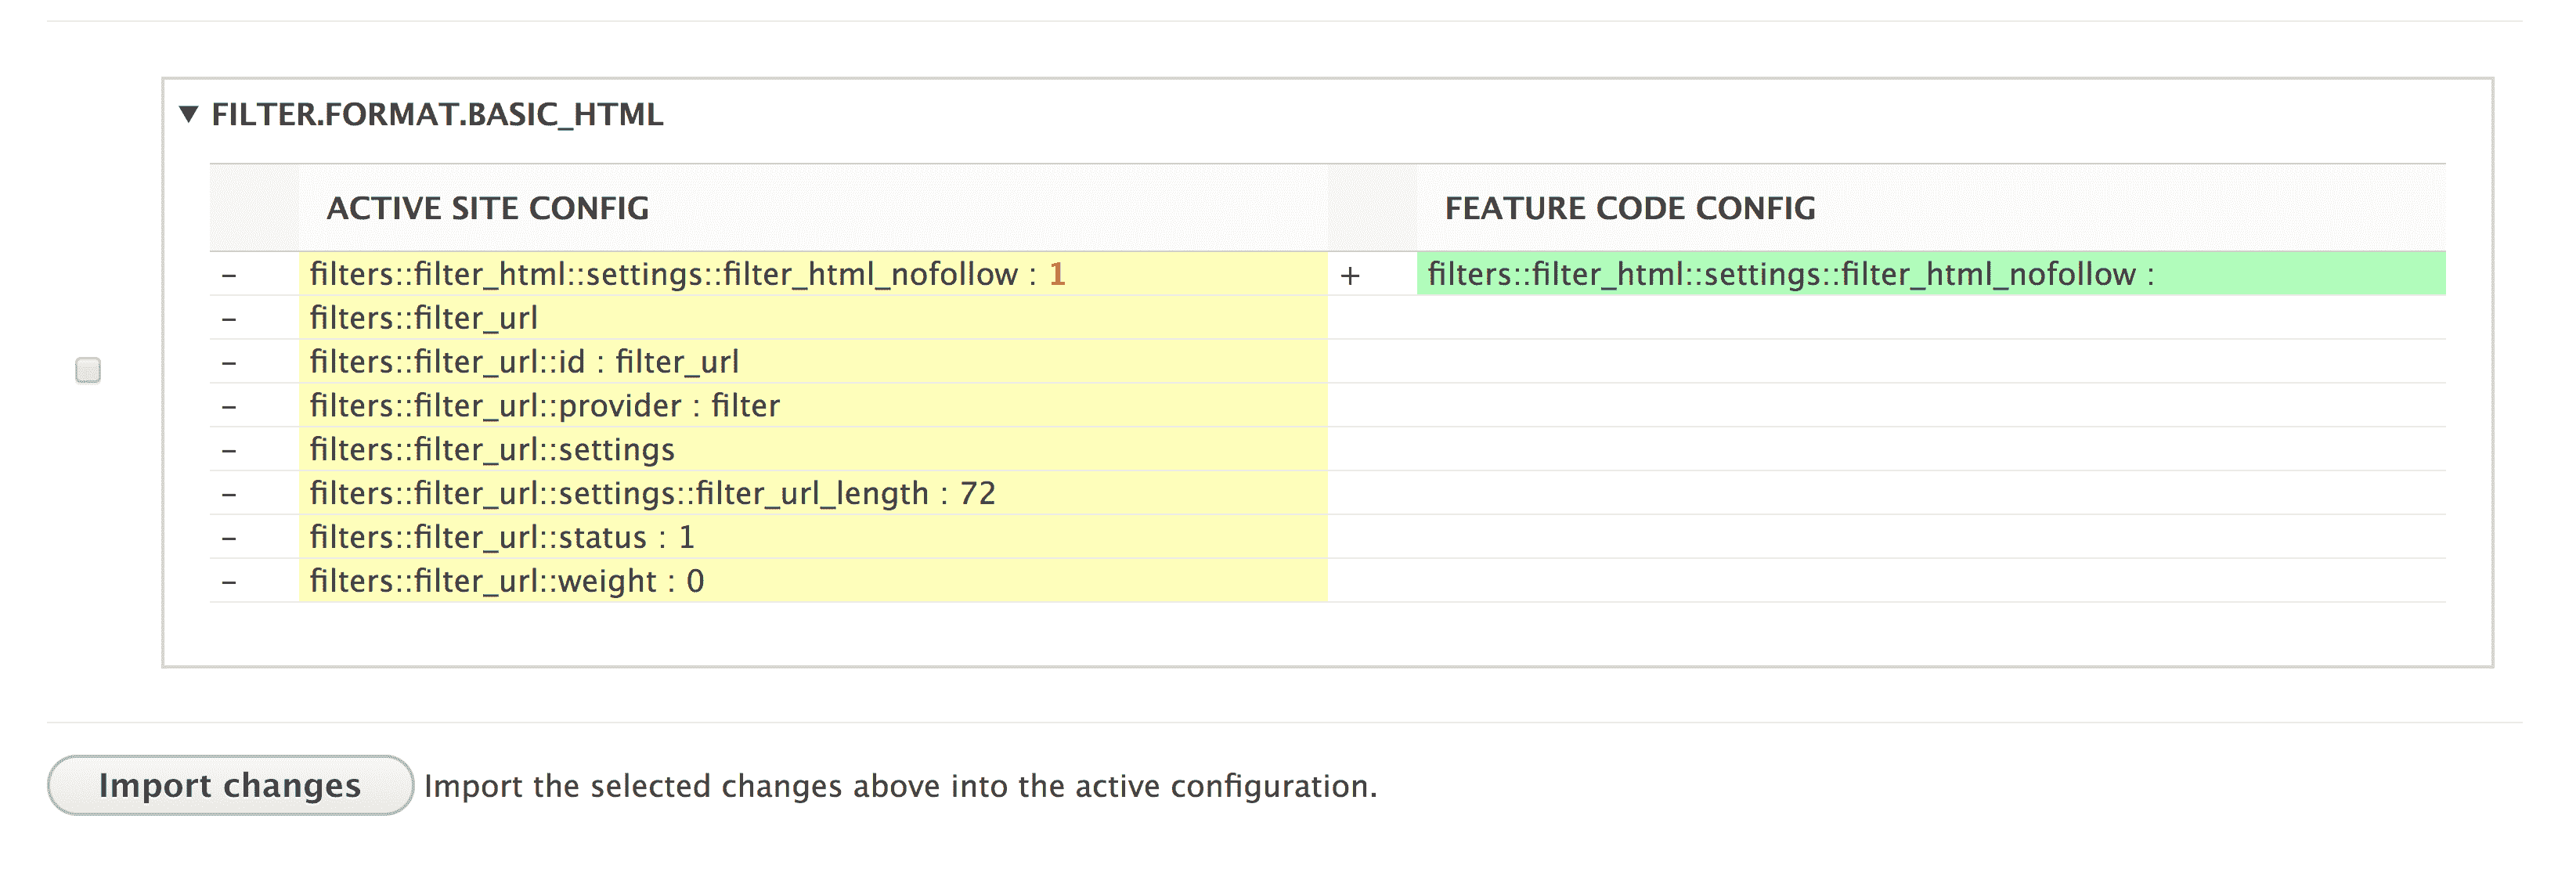 ▼ FILTER.FORMAT.BASIC_HTML
ACTIVE SITE CONFIG FEATURE CODE CONFIG
– filters::filter_html::settings::filter_html_nofollow : 1 + filters::filter_html::settings::filter_html_nofollow :
– filters::filter_url
– filters::filter_url::id : filter_url
– filters::filter_url::provider : filter
– filters::filter_url::settings
– filters::filter_url::settings::filter_url_length : 72
– filters::filter_url::status : 1
– filters::filter_url::weight : 0
Import changes Import the selected changes above into the active configuration.